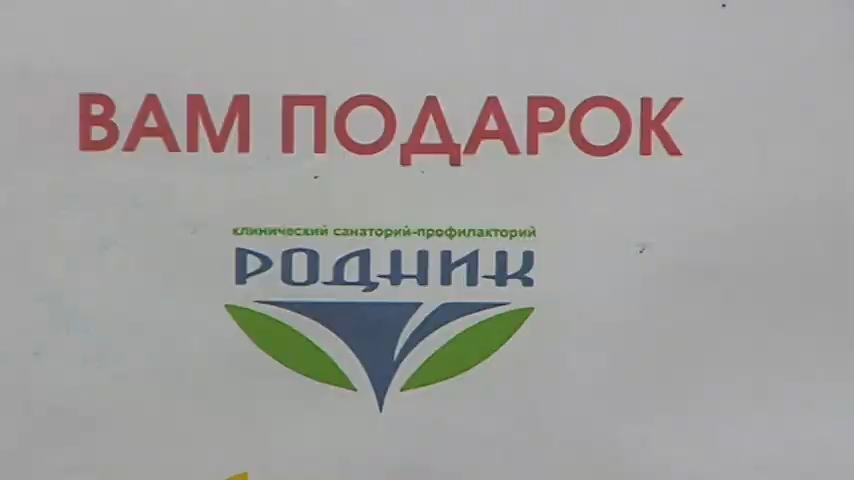 ВАМ ПОДАРОК
клинический санаторий-профилакторий
РОДНИК